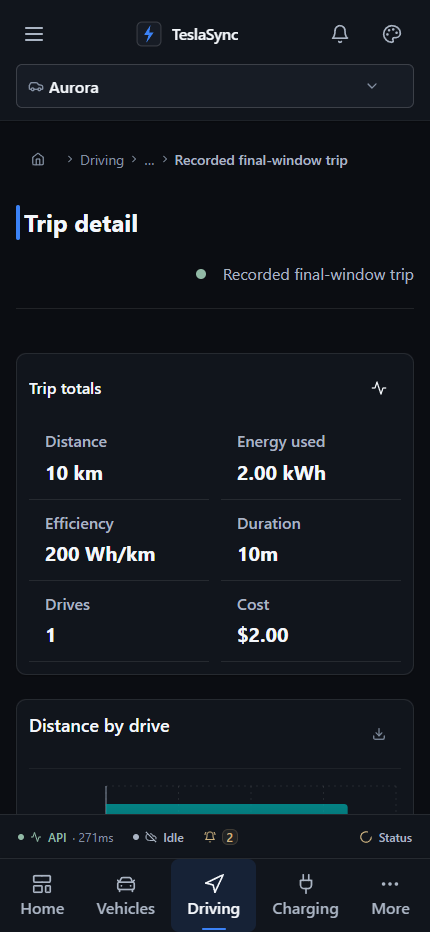 TeslaSync
Aurora
Driving ... Recorded final-window trip
Trip detail
Recorded final-window trip
Trip totals
Distance Energy used
10 km 2.00 kWh
Efficiency Duration
200 Wh/km 10m
Drives Cost
1 $2.00
Distance by drive
API · 271ms Idle 2 Status
Home Vehicles Driving Charging More